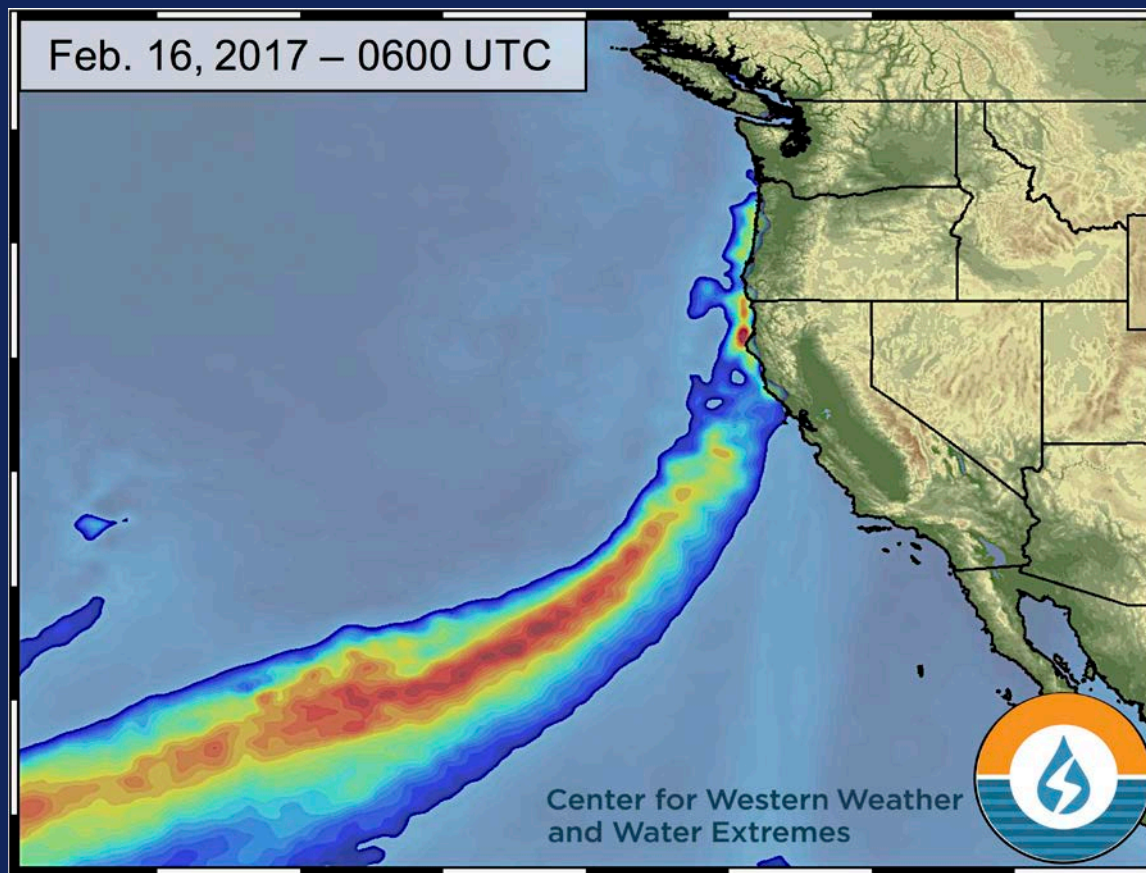 Feb. 16, 2017 – 0600 UTC
Center for Western Weather
and Water Extremes